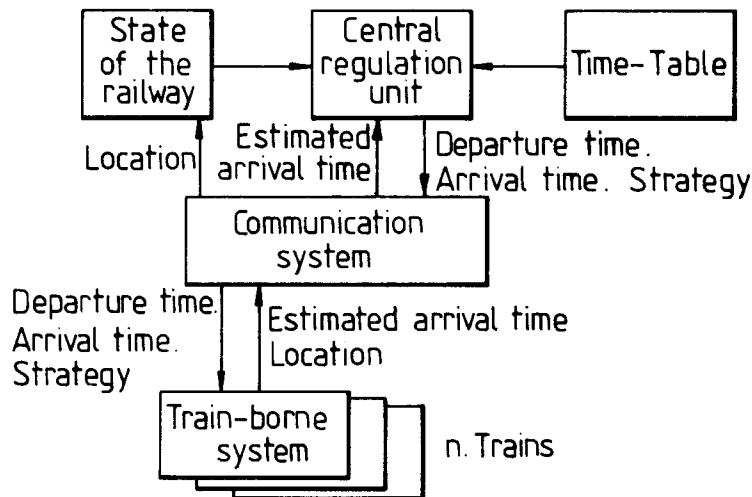 State
of the
railway
Central
regulation
unit
Time-Table
Location
Estimated
arrival time
Departure time.
Arrival time. Strategy
Communication
system
Departure time.
Arrival time.
Strategy
Estimated arrival time
Location
Train-borne
system
n. Trains